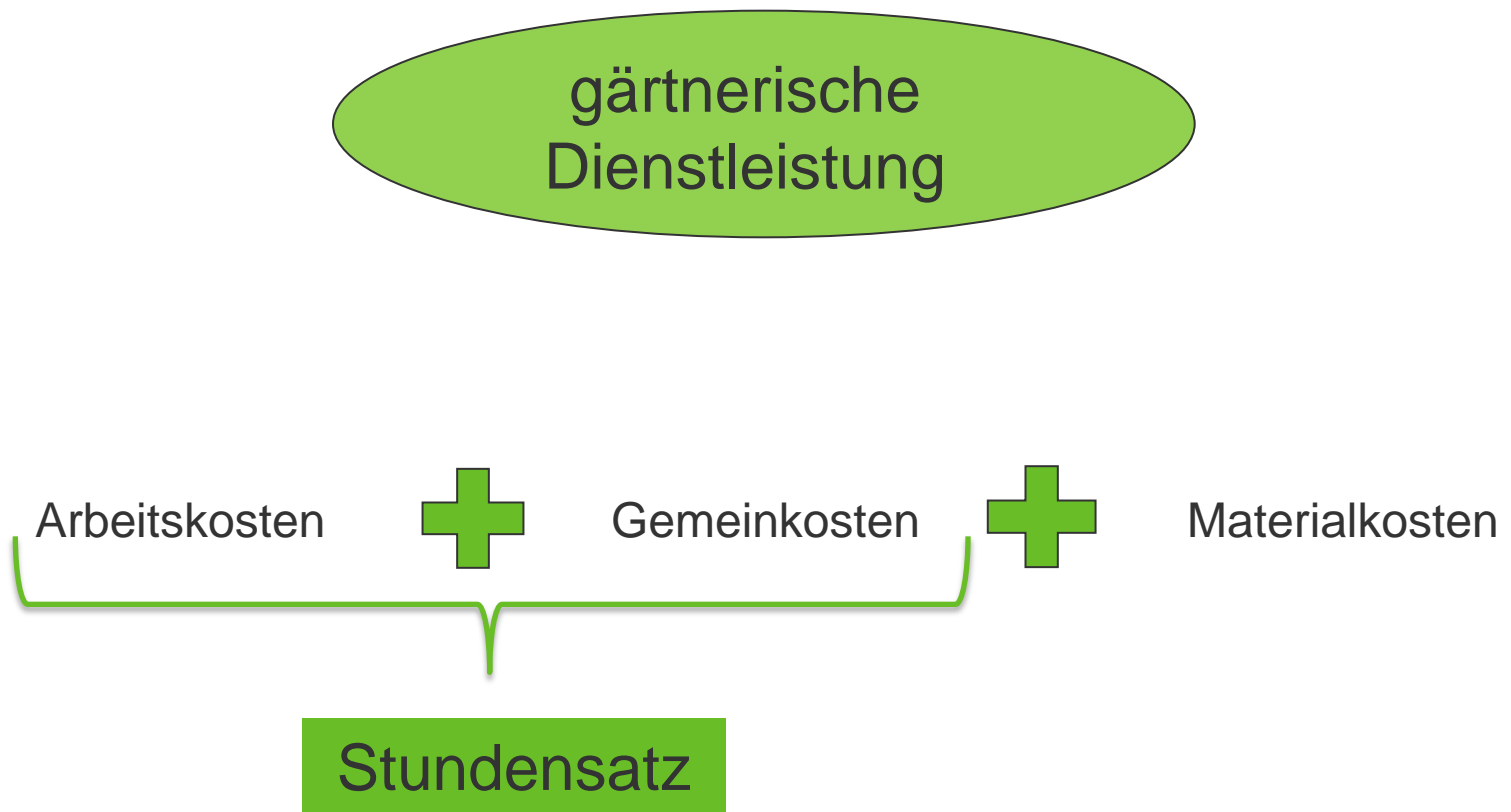 gärtnerische
Dienstleistung
Arbeitskosten Gemeinkosten Materialkosten
Stundensatz